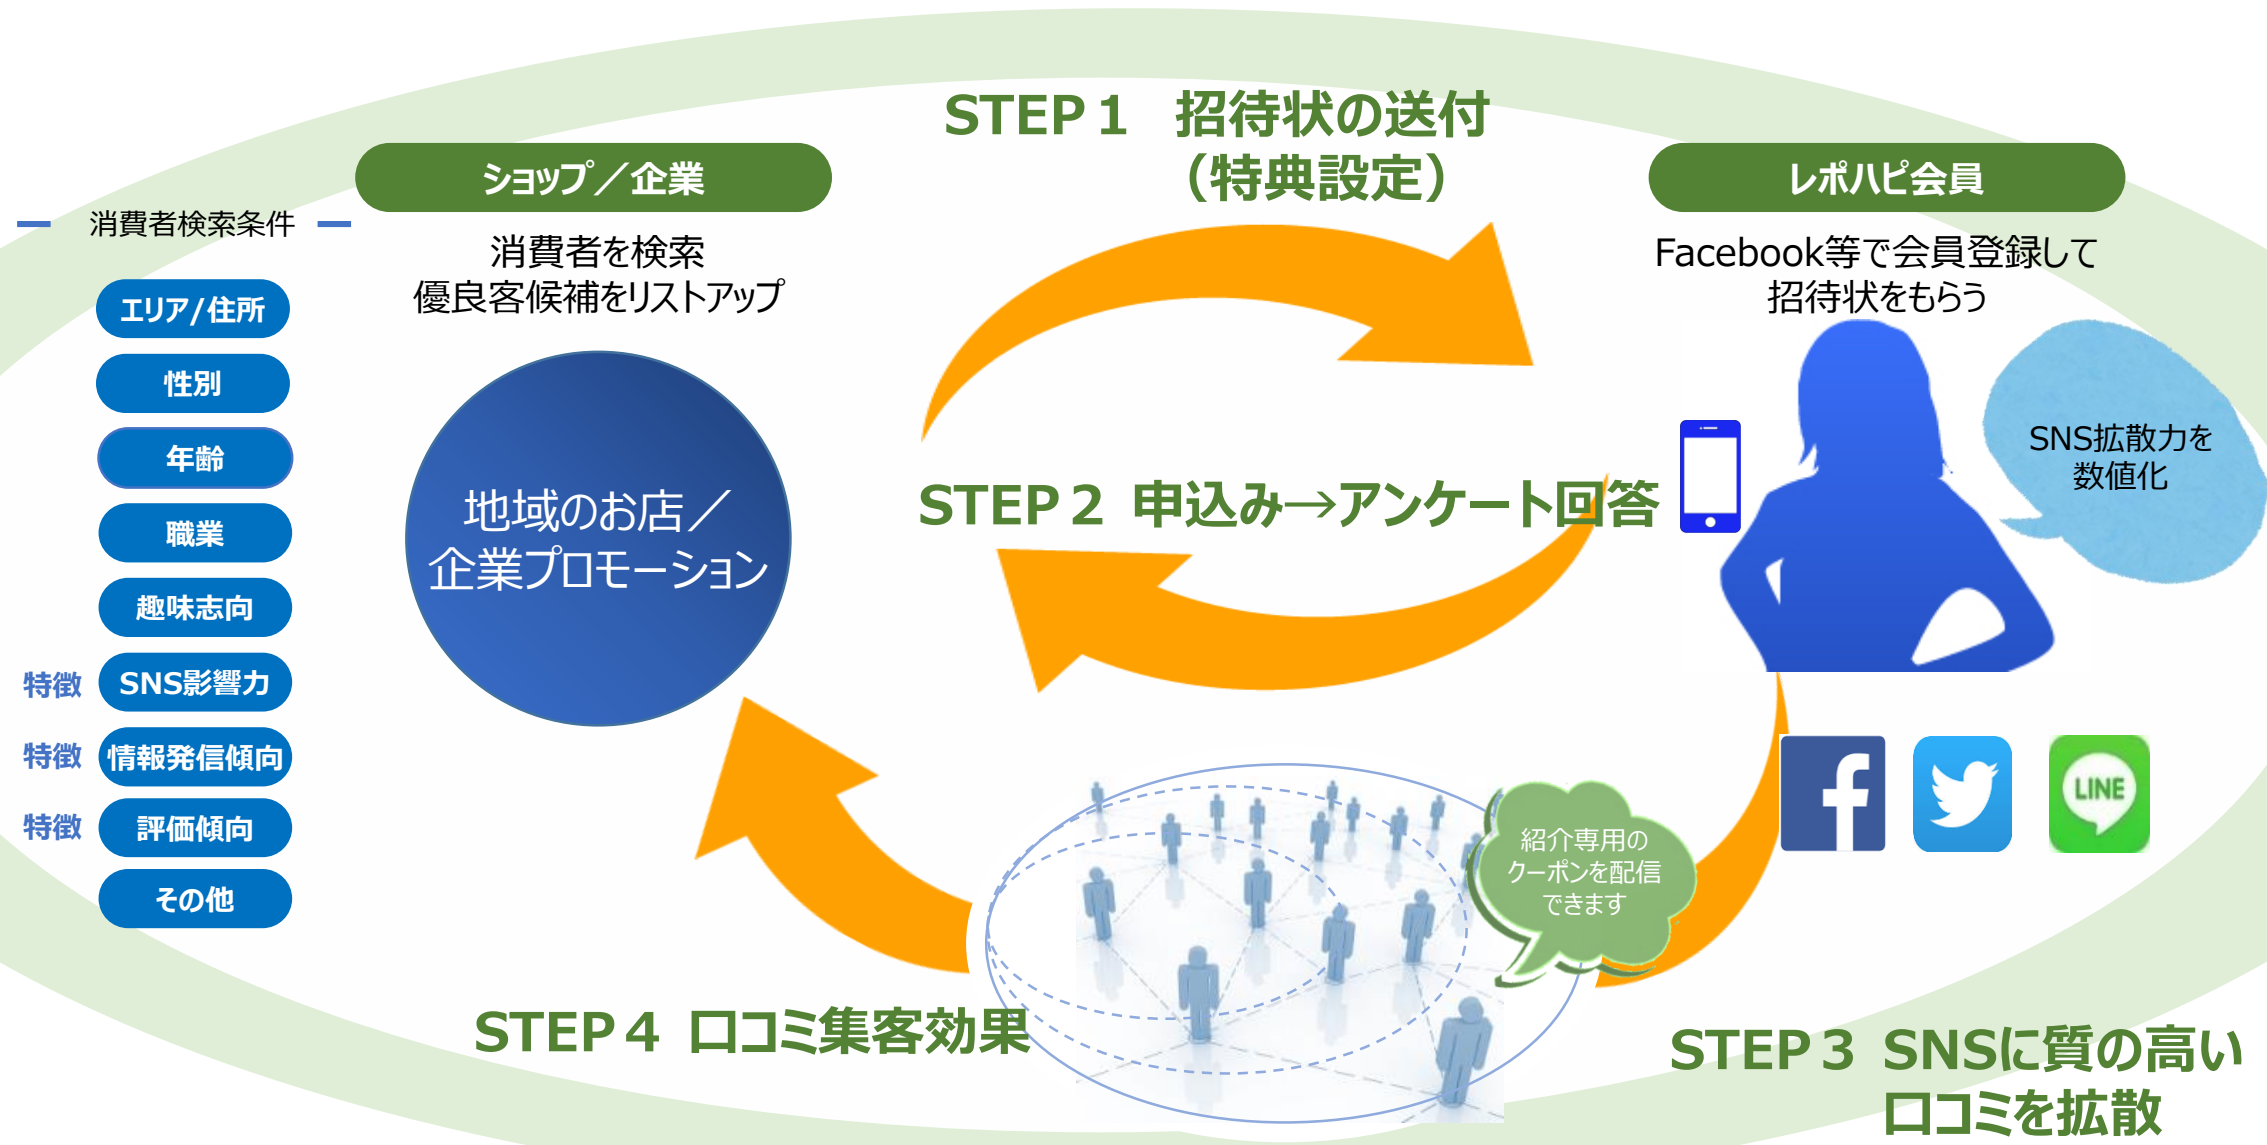 STEP１ 招待状の送付
（特典設定）
ショップ／企業
消費者を検索
優良客候補をリストアップ
レポハピ会員
Facebook等で会員登録して
招待状をもらう
消費者検索条件
エリア/住所
性別
年齢
職業
趣味志向
特徴 SNS影響力
特徴 情報発信傾向
特徴 評価傾向
その他
地域のお店／
企業プロモーション
STEP２ 申込み→アンケート回答
SNS拡散力を
数値化
LINE
紹介専用の
クーポンを配信
できます
STEP３ SNSに質の高い
口コミを拡散
STEP４ 口コミ集客効果